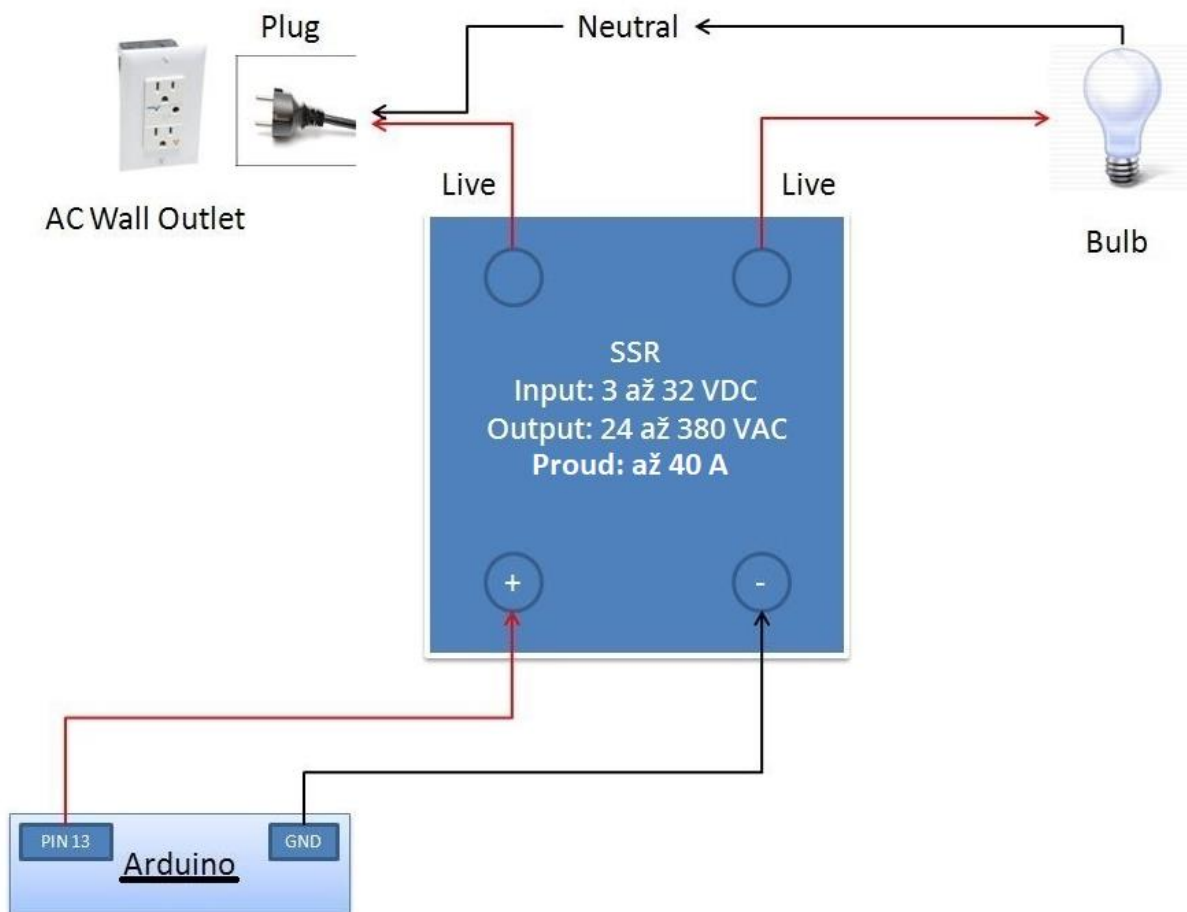 Plug
Neutral
AC Wall Outlet
Live
Live
Bulb
SSR
Input: 3 až 32 VDC
Output: 24 až 380 VAC
Proud: až 40 A
+
-
PIN 13
GND
Arduino